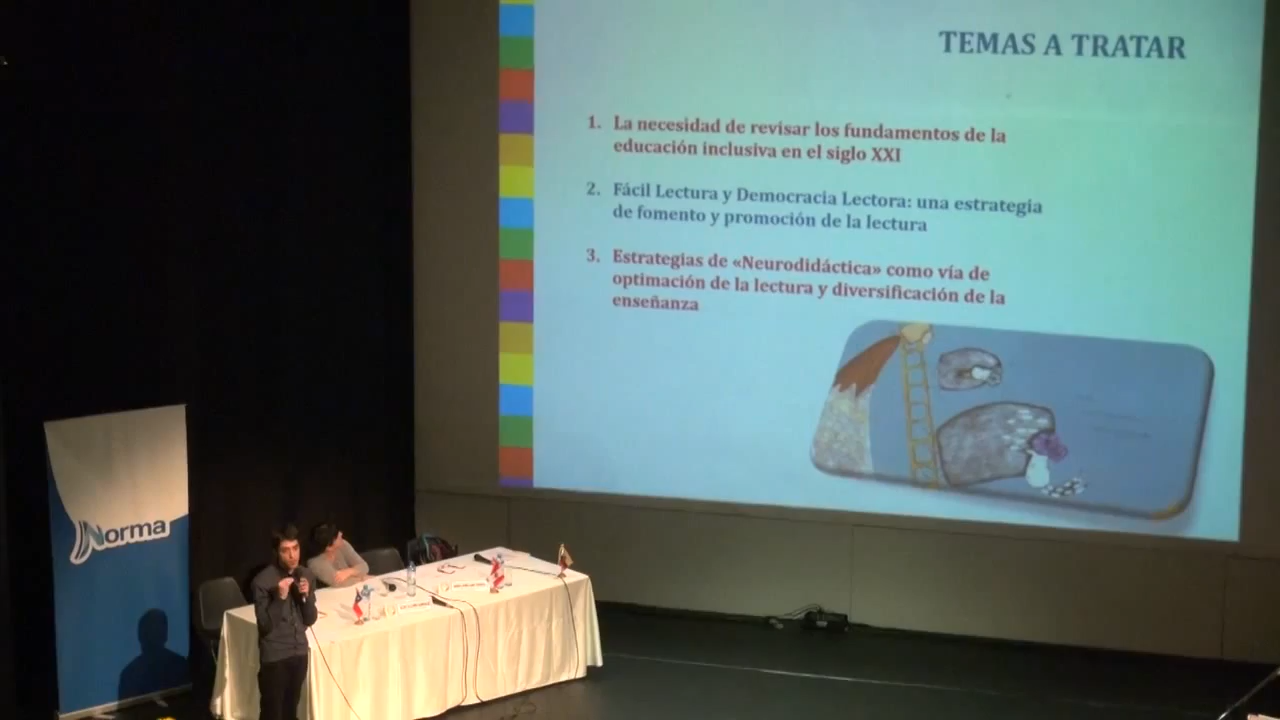 TEMAS A TRATAR
1. La necesidad de revisar los fundamentos de la
educación inclusiva en el siglo XXI
2. Fácil Lectura y Democracia Lectora: una estrategia
de fomento y promoción de la lectura
3. Estrategias de «Neurodidáctica» como vía de
optimación de la lectura y diversificación de la
enseñanza
Norma